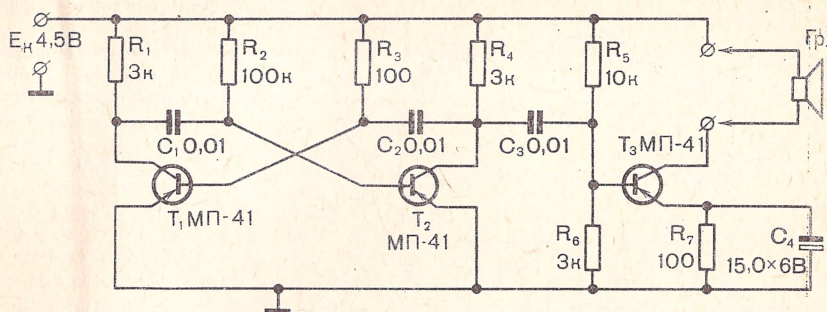 Eк 4,5В
R₁
3к
R₂
100к
R₃
100
R₄
3к
R₅
10к
Гр.
C₁ 0,01
C₂ 0,01
C₃ 0,01
T₁ МП-41
T₂
МП-41
T₃ МП-41
R₆
3к
R₇
100
C₄
15,0×6В